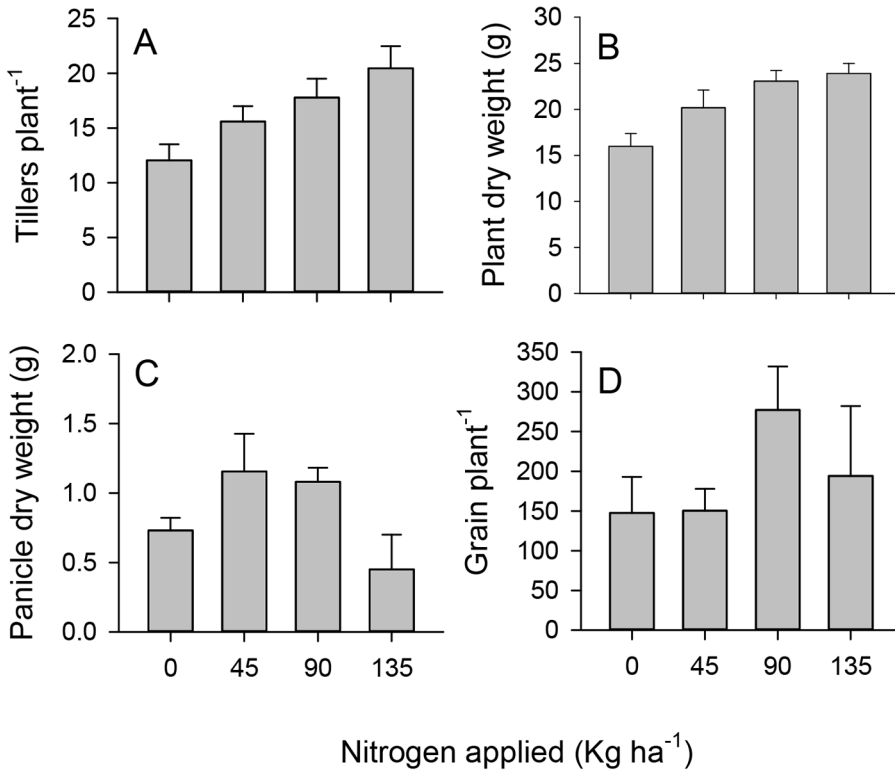 A
Tillers plant⁻¹
25
20
15
10
5
0
B
Plant dry weight (g)
30
25
20
15
10
5
0
C
Panicle dry weight (g)
2.0
1.5
1.0
0.5
0.0
0 45 90 135
D
Grain plant⁻¹
350
300
250
200
150
100
50
0
0 45 90 135
Nitrogen applied (Kg ha⁻¹)